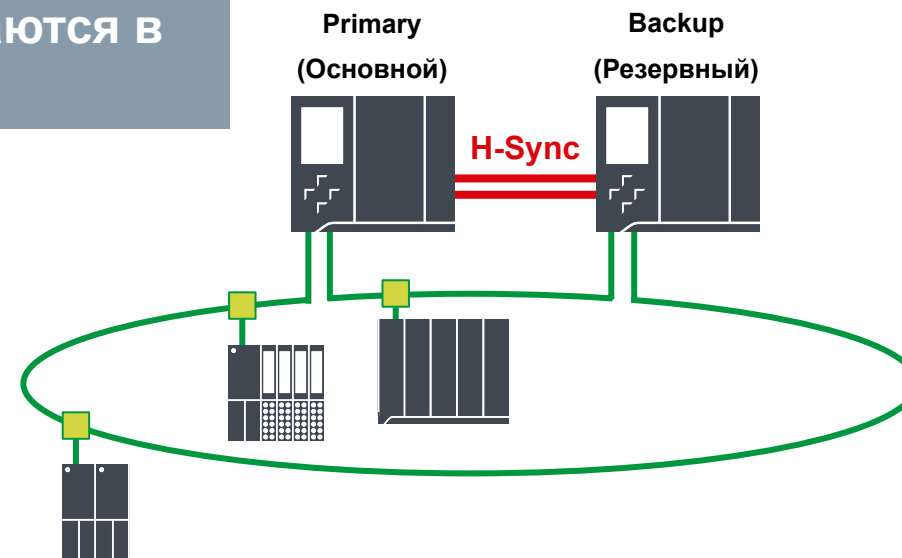 ются в
Primary
(Основной)
Backup
(Резервный)
H-Sync